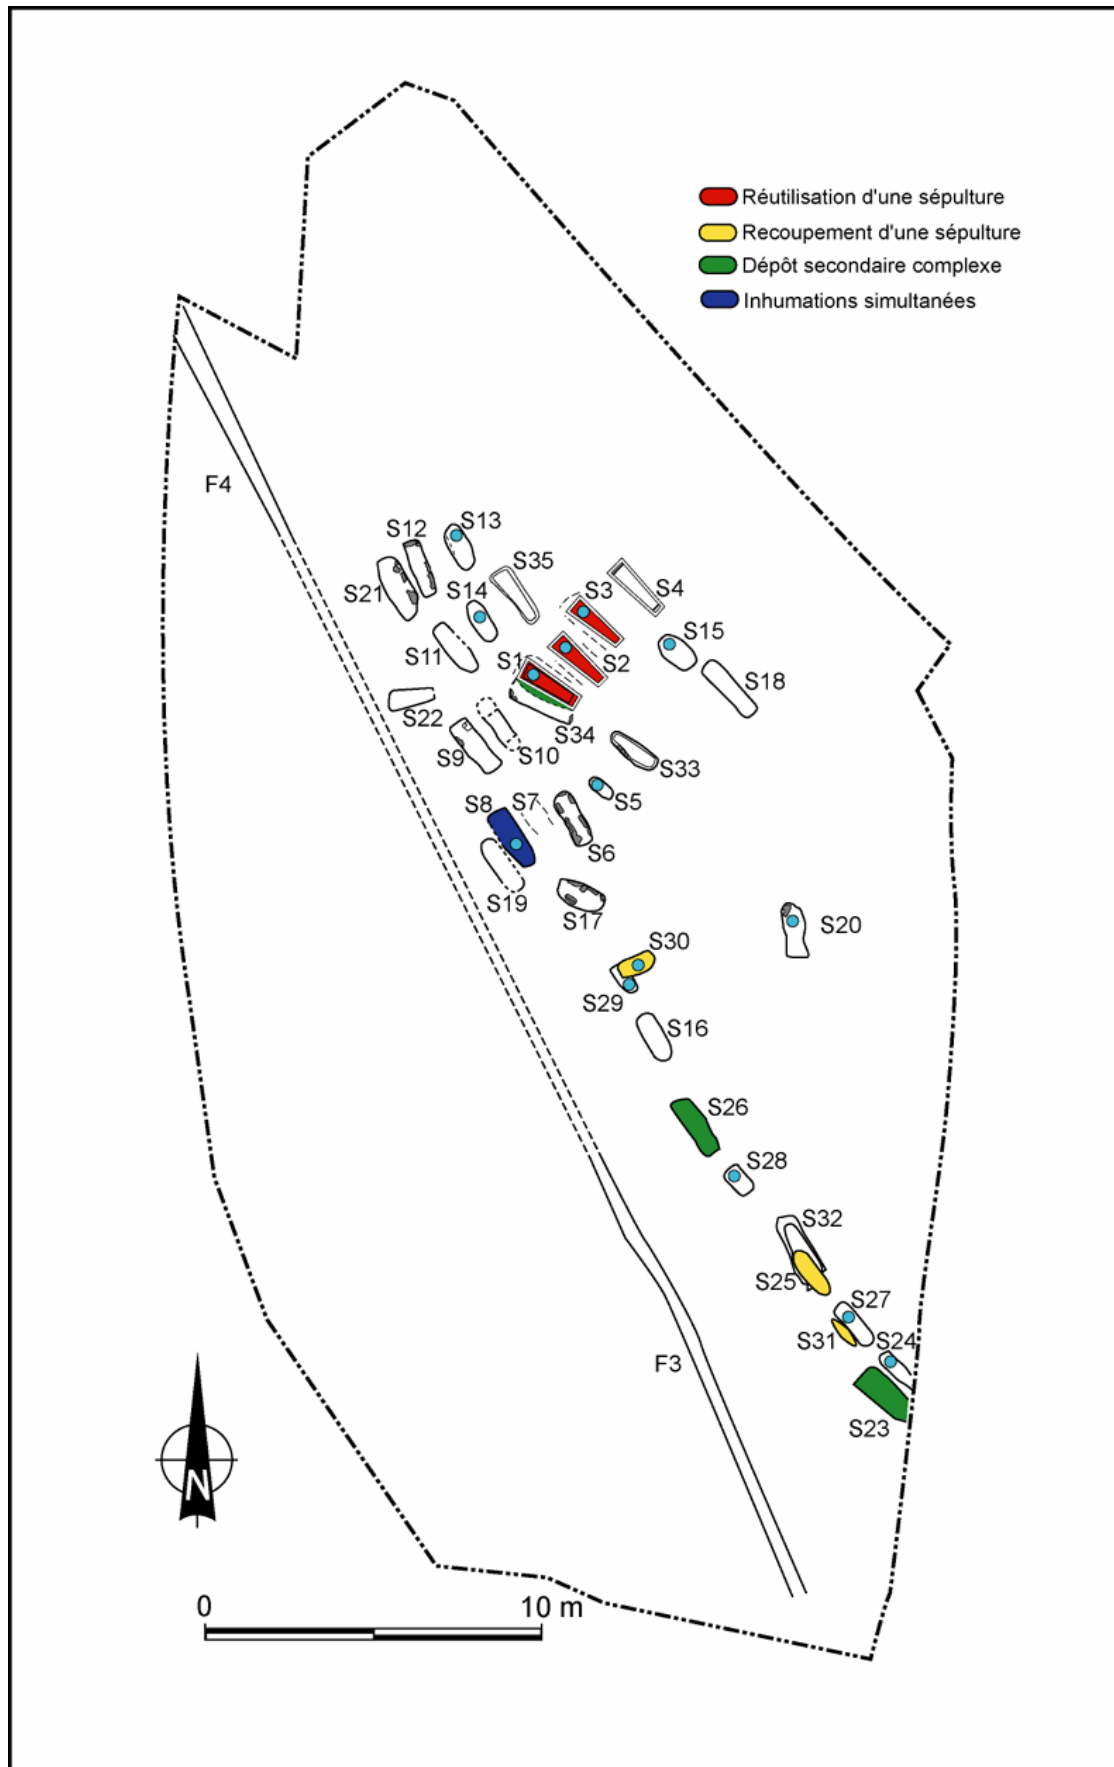 Réutilisation d'une sépulture
Recoupement d'une sépulture
Dépôt secondaire complexe
Inhumations simultanées
F4
S12
S13
S21
S35
S14
S3
S4
S11
S1
S2
S15
S18
S22
S34
S9
S10
S33
S8
S7
S5
S6
S19
S17
S20
S30
S29
S16
S26
S28
S32
S25
S27
S31
S24
F3
S23
N
0 10 m